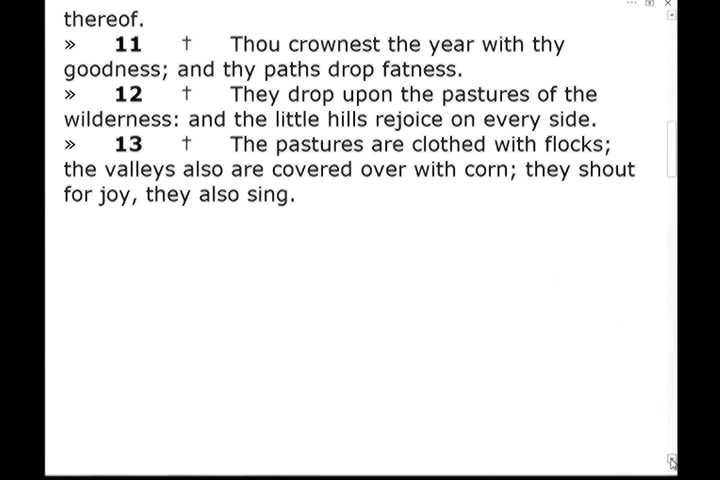 thereof.
» 11 † Thou crownest the year with thy
goodness; and thy paths drop fatness.
» 12 † They drop upon the pastures of the
wilderness: and the little hills rejoice on every side.
» 13 † The pastures are clothed with flocks;
the valleys also are covered over with corn; they shout
for joy, they also sing.